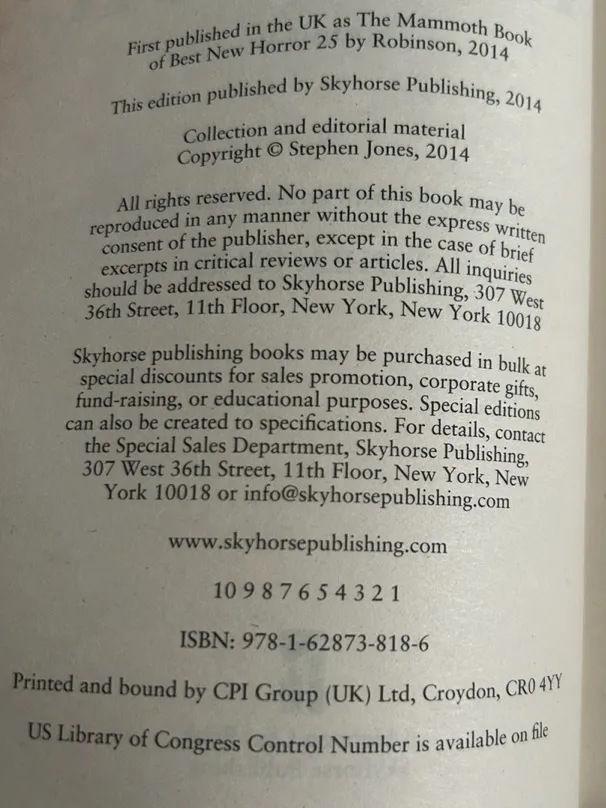 First published in the UK as The Mammoth Book
of Best New Horror 25 by Robinson, 2014
This edition published by Skyhorse Publishing, 2014
Collection and editorial material
Copyright © Stephen Jones, 2014
All rights reserved. No part of this book may be
reproduced in any manner without the express written
consent of the publisher, except in the case of brief
excerpts in critical reviews or articles. All inquiries
should be addressed to Skyhorse Publishing, 307 West
36th Street, 11th Floor, New York, New York 10018
Skyhorse publishing books may be purchased in bulk at
special discounts for sales promotion, corporate gifts,
fund-raising, or educational purposes. Special editions
can also be created to specifications. For details, contact
the Special Sales Department, Skyhorse Publishing,
307 West 36th Street, 11th Floor, New York, New
York 10018 or info@skyhorsepublishing.com
www.skyhorsepublishing.com
10 9 8 7 6 5 4 3 2 1
ISBN: 978-1-62873-818-6
Printed and bound by CPI Group (UK) Ltd, Croydon, CR0 4YY
US Library of Congress Control Number is available on file